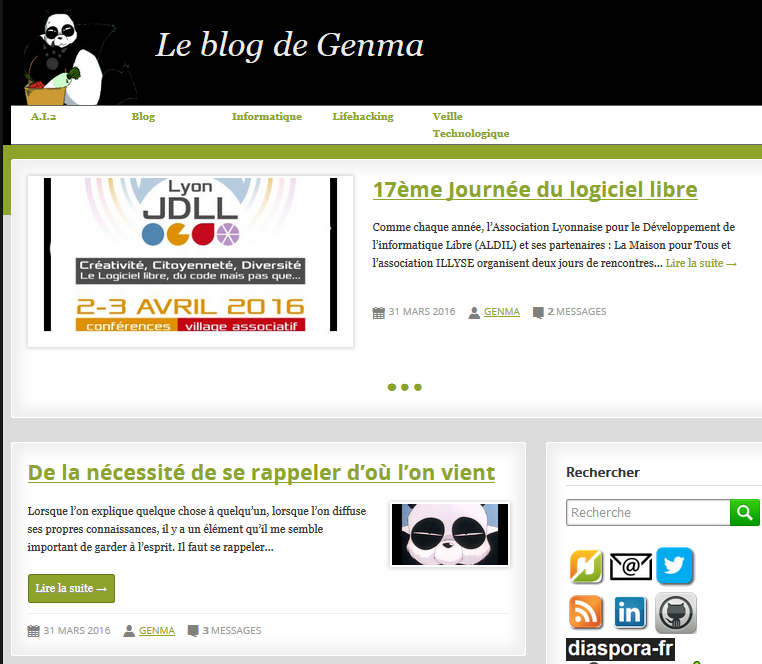 Le blog de Genma
A.I.2 Blog Informatique Lifehacking Veille
Technologique
Lyon
JDLL
Créativité, Citoyenneté, Diversité
Le Logiciel libre, du code mais pas que...
2-3 AVRIL 2016
conférences village associatif
17ème Journée du logiciel libre
Comme chaque année, l’Association Lyonnaise pour le Développement de
l’informatique Libre (ALDIL) et ses partenaires : La Maison pour Tous et
l’association ILLYSE organisent deux jours de rencontres... Lire la suite →
31 MARS 2016 GENMA 2 MESSAGES
De la nécessité de se rappeler d’où l’on vient
Lorsque l’on explique quelque chose à quelqu’un, lorsque l’on diffuse
ses propres connaissances, il y a un élément qu’il me semble
important de garder à l’esprit. Il faut se rappeler...
Lire la suite →
31 MARS 2016 GENMA 3 MESSAGES
Rechercher
Recherche
@
in
diaspora-fr